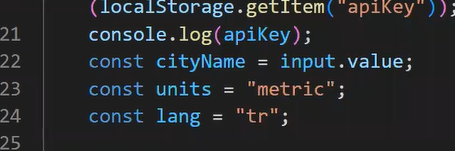 (localStorage.getItem("apiKey"));
21 console.log(apiKey);
22 const cityName = input.value;
23 const units = "metric";
24 const lang = "tr";
25